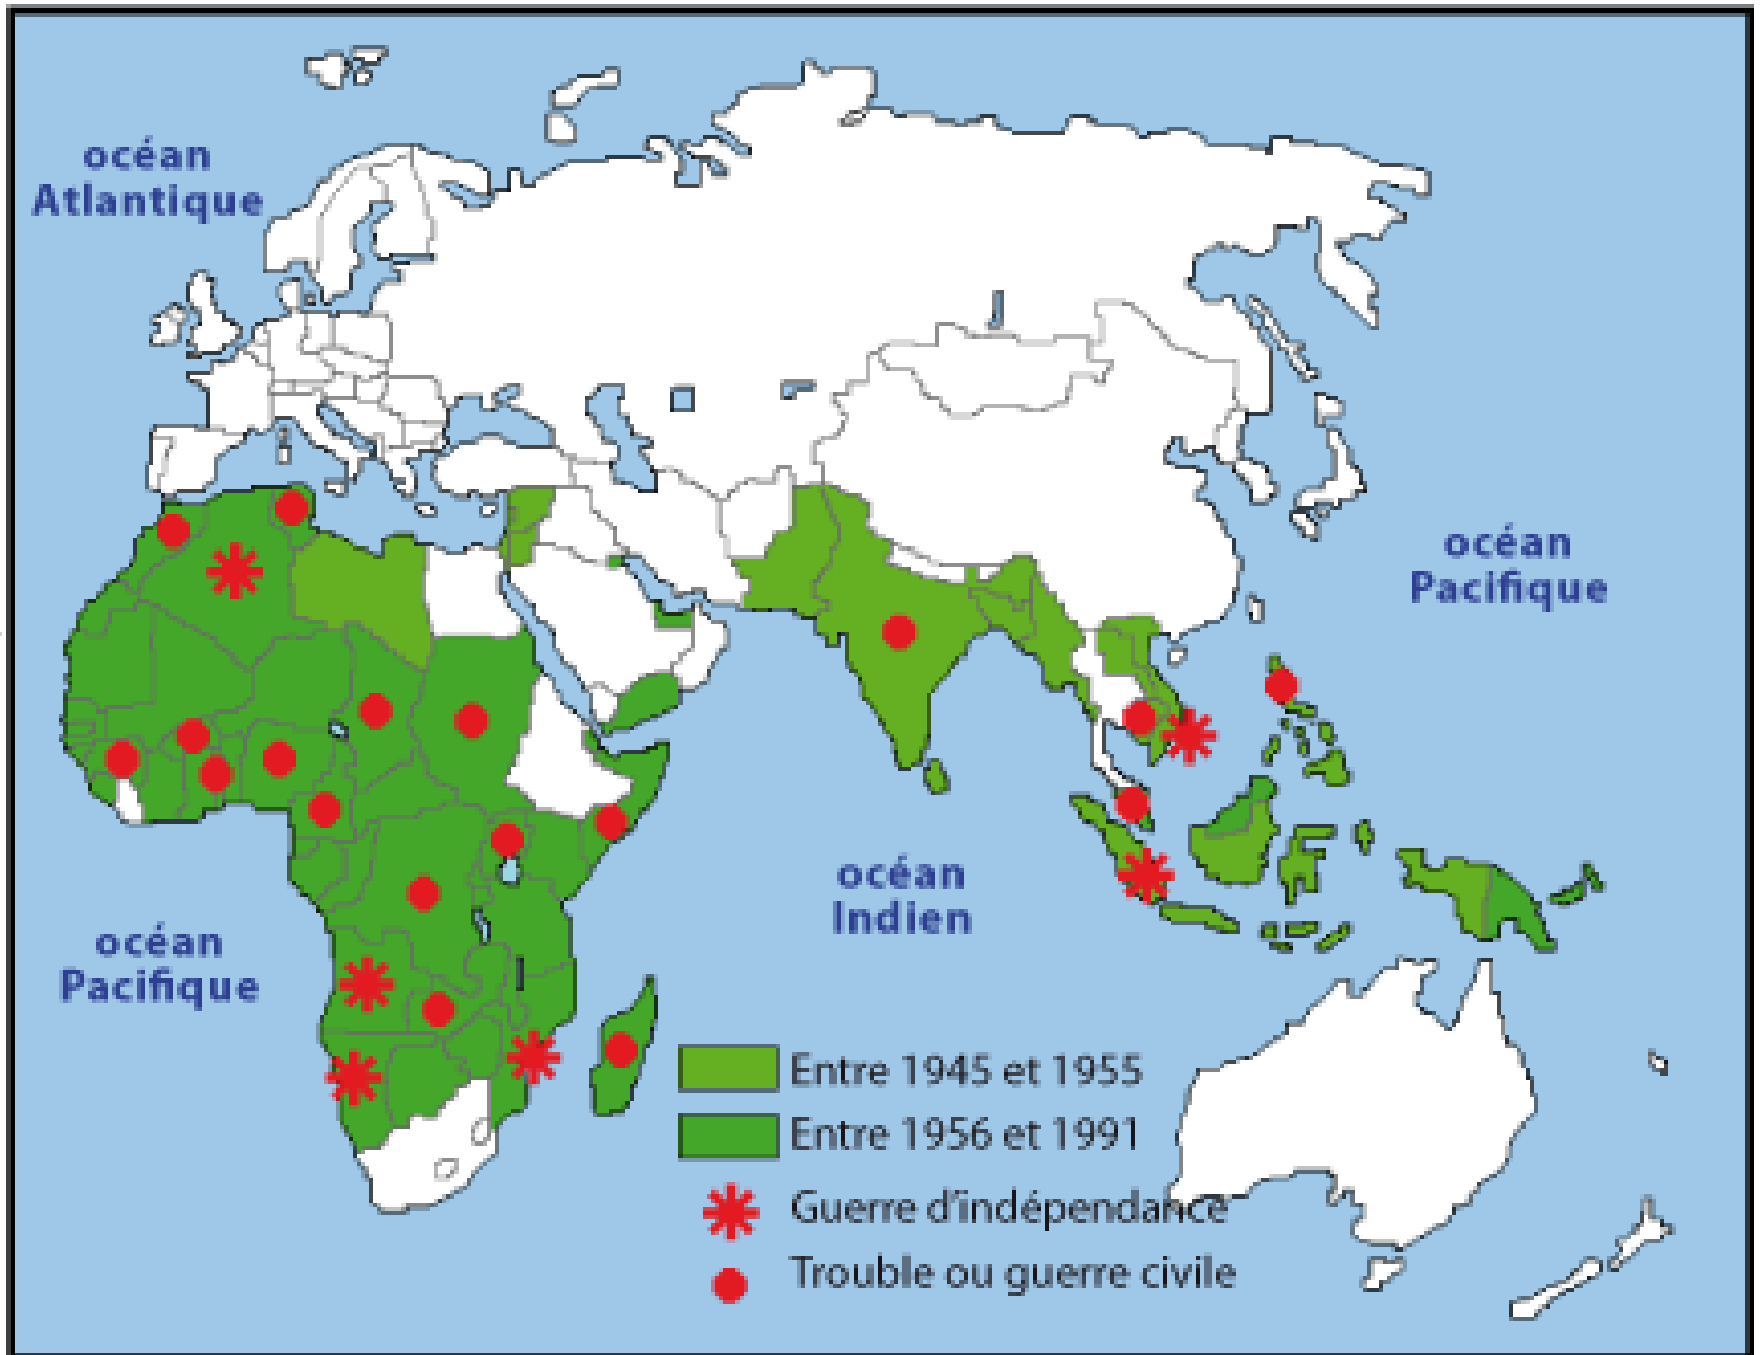 océan
Atlantique
océan
Pacifique
océan
Indien
océan
Pacifique
Entre 1945 et 1955
Entre 1956 et 1991
Guerre d'indépendance
Trouble ou guerre civile